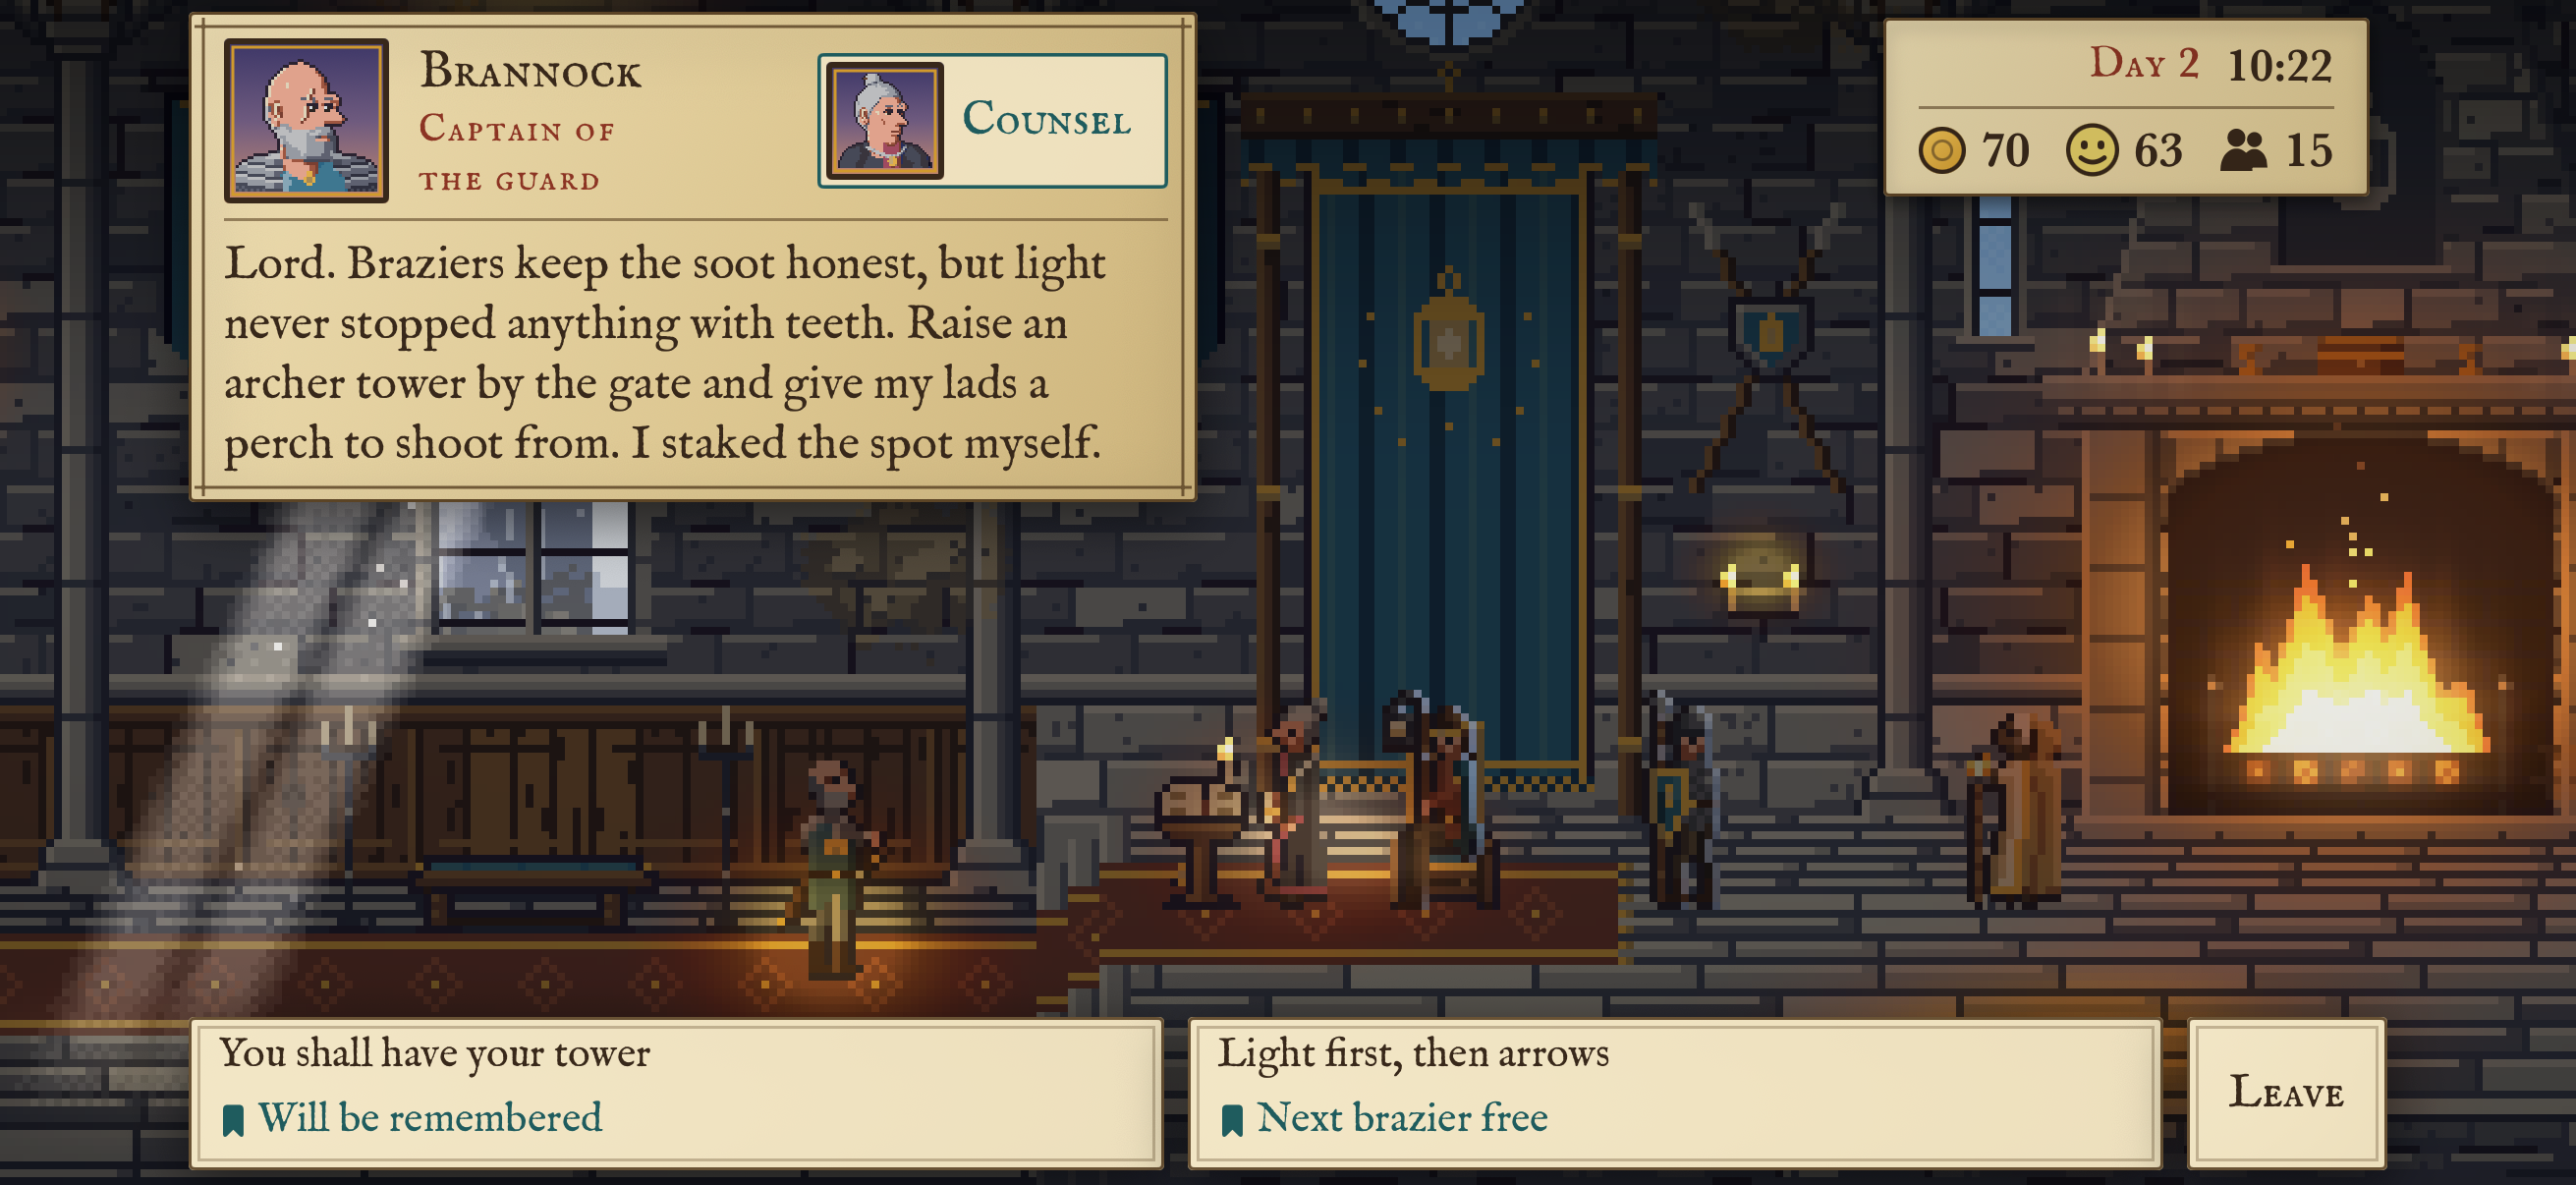 Brannock
Captain of
the guard
Counsel
Lord. Braziers keep the soot honest, but light
never stopped anything with teeth. Raise an
archer tower by the gate and give my lads a
perch to shoot from. I staked the spot myself.
Day 2 10:22
70 63 15
You shall have your tower
Will be remembered
Light first, then arrows
Next brazier free
Leave